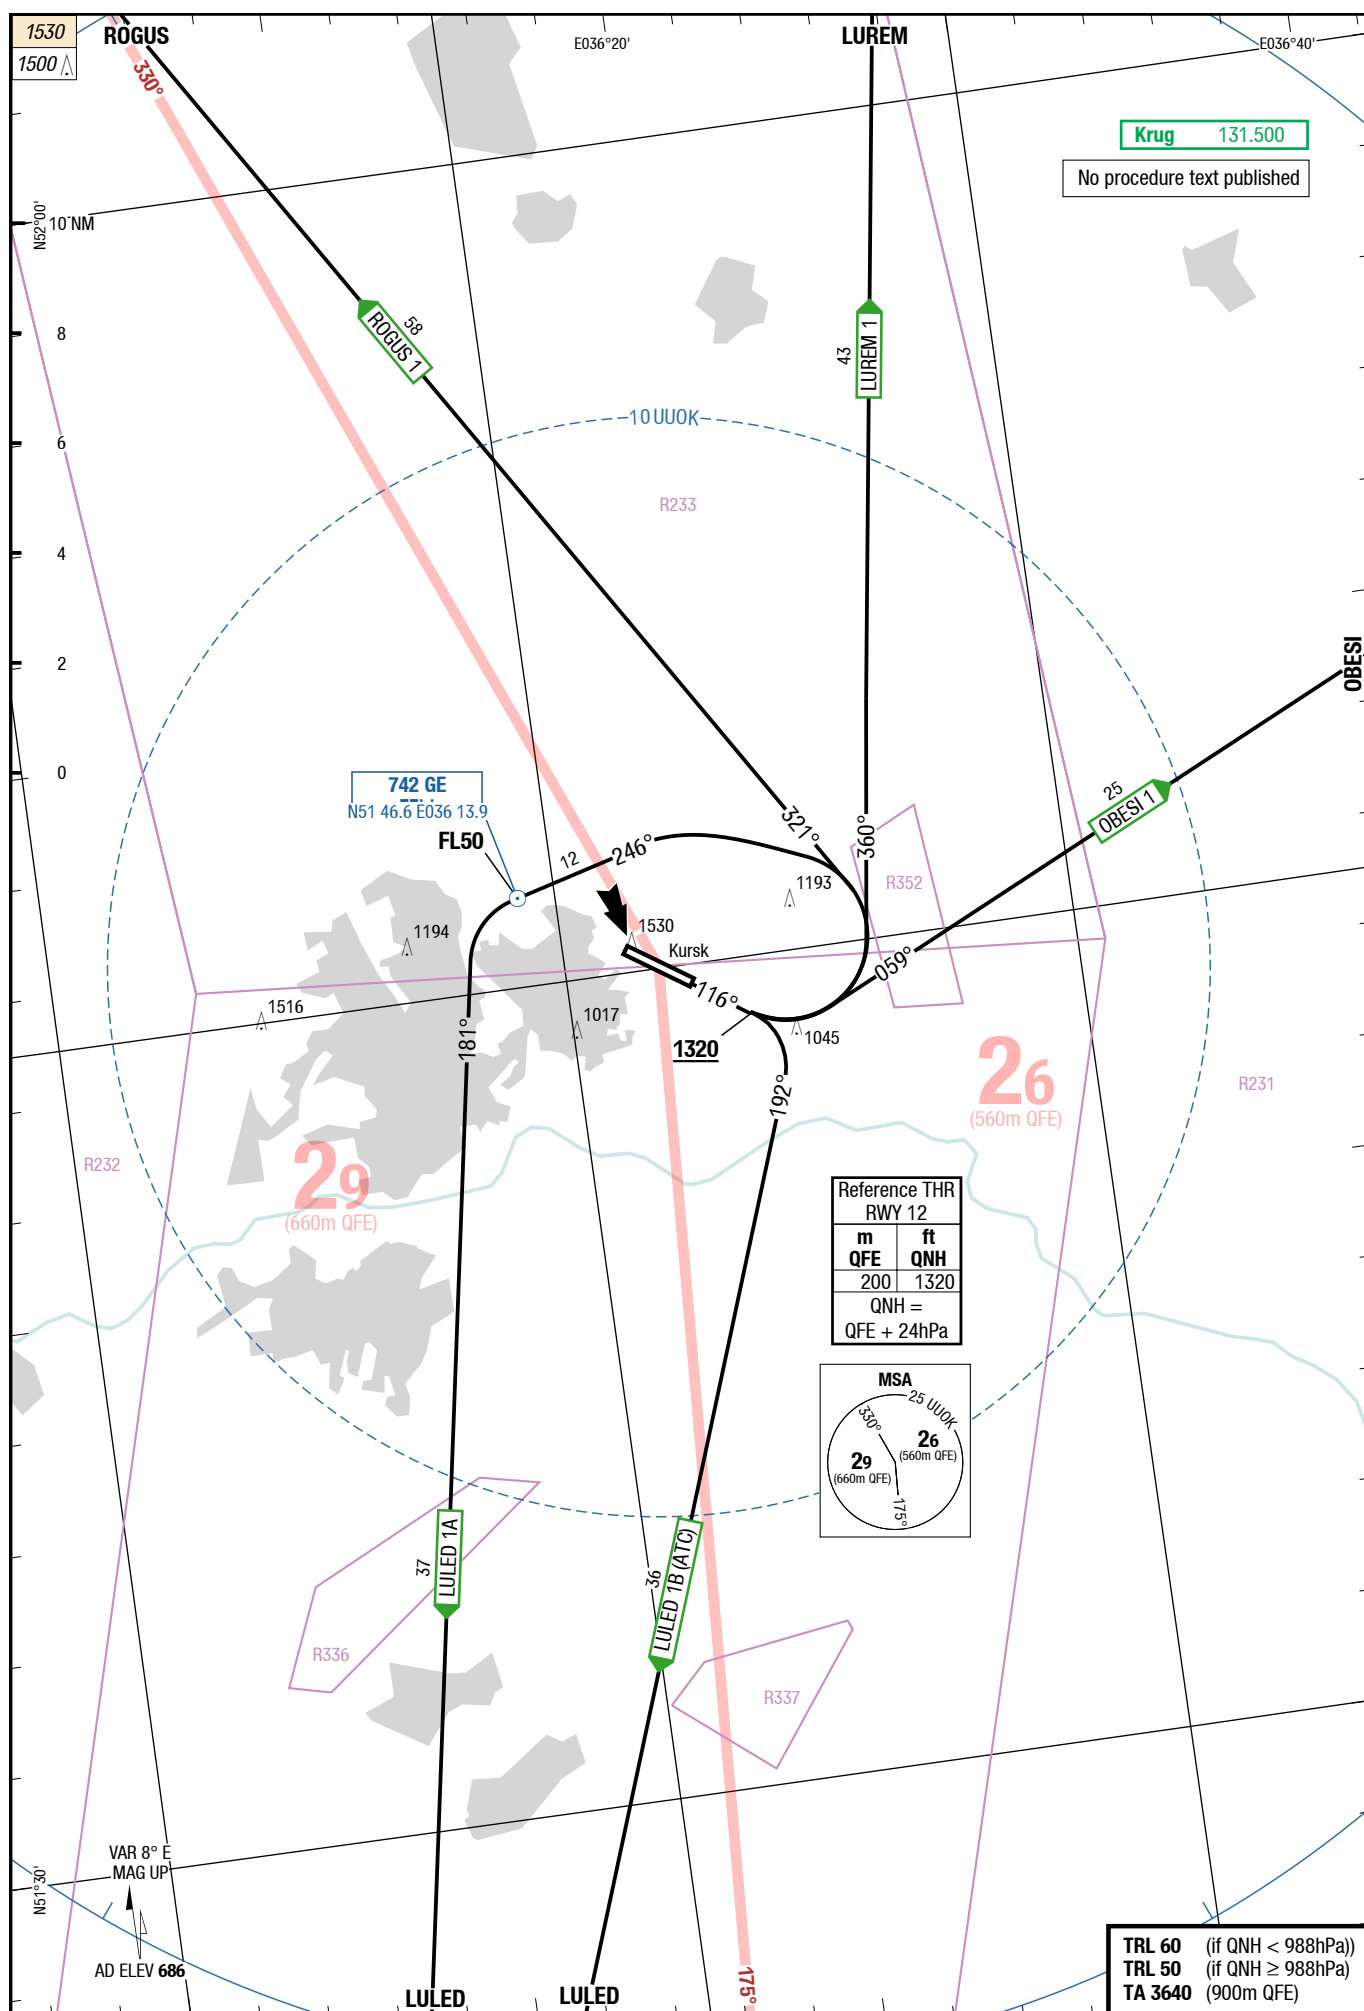 1530
1500
ROGUS
E036°20'
LUREM
E036°40'
330°
Krug 131.500
No procedure text published
N52°00'
10 NM
8
6
4
2
0
58
ROGUS 1
43
LUREM 1
10 UUOK
R233
OBESI
25
OBESI 1
742 GE
N51 46.6 E036 13.9
FL50
12
246°
321°
360°
R352
1193
1194
1530
Kursk
059°
116°
1516
1017
1045
181°
1320
192°
26
(560m QFE)
R231
R232
29
(660m QFE)
Reference THR
RWY 12
m ft
QFE QNH
200 1320
QNH =
QFE + 24hPa
MSA
25 UUOK
330°
26
(560m QFE)
29
(660m QFE)
175°
37
LULED 1A
36
LULED 1B (ATC)
R336
R337
VAR 8° E
MAG UP
N51°30'
AD ELEV 686
LULED
LULED
175°
TRL 60 (if QNH < 988hPa))
TRL 50 (if QNH ≥ 988hPa)
TA 3640 (900m QFE)